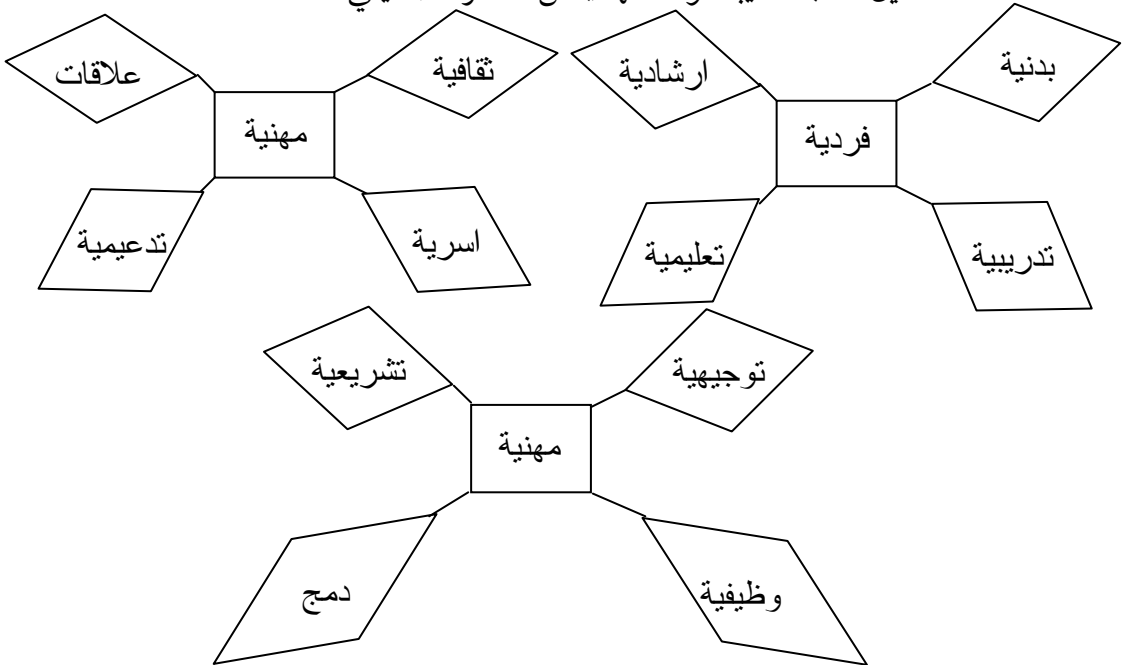 بدنية
ارشادية
فردية
تدريبية
تعليمية
ثقافية
علاقات
مهنية
اسرية
تدعيمية
توجيهية
تشريعية
مهنية
وظيفية
دمج